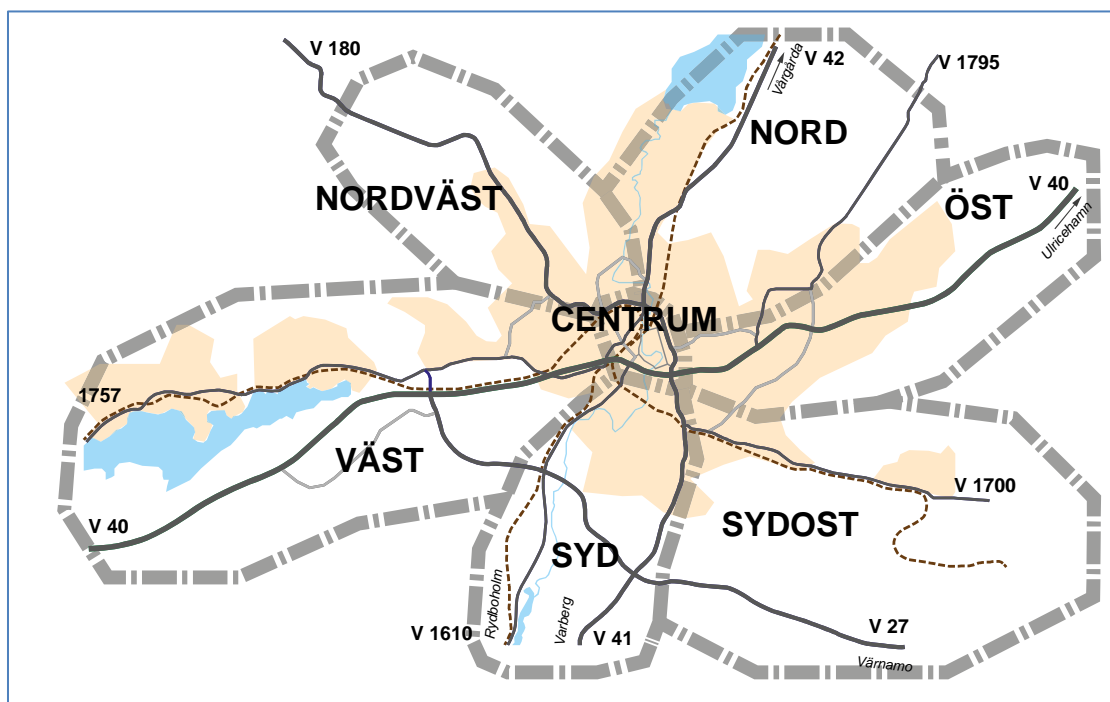 V 180
V 42
Vårgårda
V 1795
NORD
NORDVÄST
ÖST
V 40
Ulricehamn
CENTRUM
1757
VÄST
V 40
V 1700
SYDOST
SYD
Rydboholm
Varberg
V 1610
V 41
V 27
Värnamo